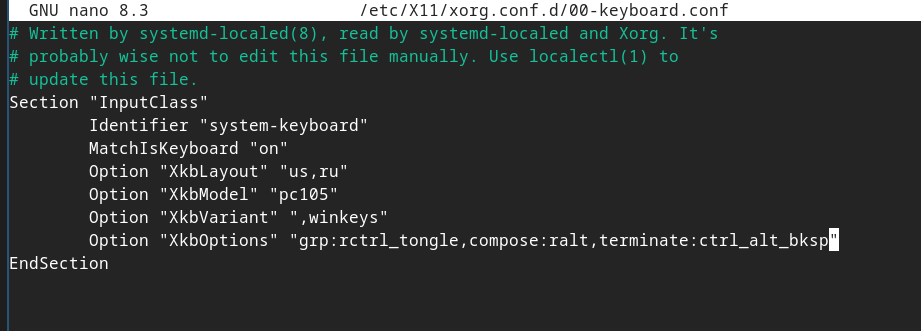 GNU nano 8.3 /etc/X11/xorg.conf.d/00-keyboard.conf
# Written by systemd-localed(8), read by systemd-localed and Xorg. It's
# probably wise not to edit this file manually. Use localectl(1) to
# update this file.
Section "InputClass"
Identifier "system-keyboard"
MatchIsKeyboard "on"
Option "XkbLayout" "us,ru"
Option "XkbModel" "pc105"
Option "XkbVariant" ",winkeys"
Option "XkbOptions" "grp:rctrl_tongle,compose:ralt,terminate:ctrl_alt_bksp"
EndSection